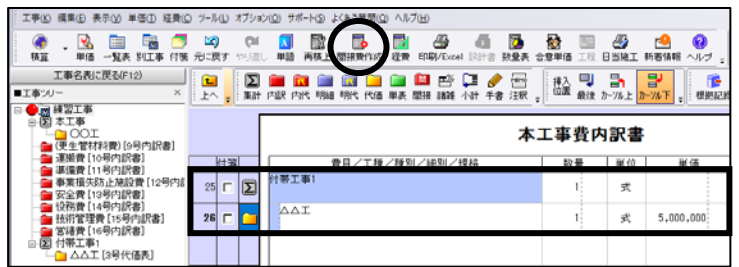 工事(K) 編集(E) 表示(V) 単価(I) 経費(C) ツール(L) オプション(O) サポート(S) よくある質問(Q) ヘルプ(H)
積算 単価 一覧表 別工事 付箋 元に戻す やり直し 単語 再積上 間接費作成 経費 印刷/Excel 設計書 数量表 合意単価 工程 日当施工 新着情報 ヘルプ
工事名表に戻る(F12)
上へ 集計 内訳 内代 明細 明代 代価 単表 間接 諸雑 小計 手書 注釈 挿入位置 最後 カーソル上 カーソル下 根拠記録
■工事ツリー ×
練習工事
本工事
〇〇工
(更生管材料費) [9号内訳書]
運搬費 [10号内訳書]
準備費 [11号内訳書]
事業損失防止施設費 [12号内訳
安全費 [13号内訳書]
役務費 [14号内訳書]
技術管理費 [15号内訳書]
営繕費 [16号内訳書]
付帯工事1
△△工 [3号代価表]
本工事費内訳書
付箋 費目／工種／種別／細別／規格 数量 単位 単価
25 付帯工事1 1 式
26 △△工 1 式 5,000,000